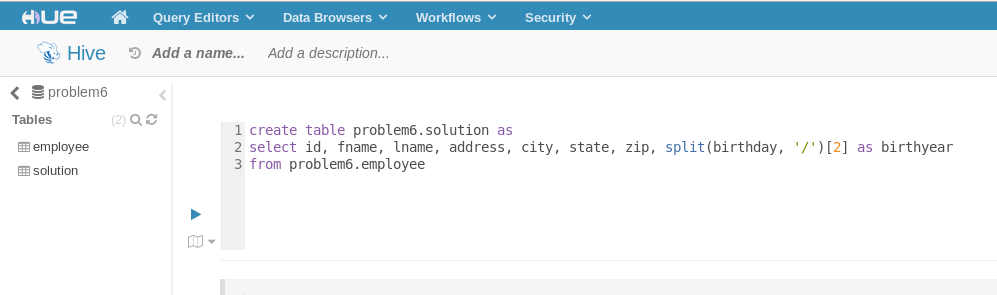 HUE Query Editors Data Browsers Workflows Security
Hive Add a name... Add a description...
problem6
Tables (2)
employee
solution
1 create table problem6.solution as
2 select id, fname, lname, address, city, state, zip, split(birthday, '/')[2] as birthyear
3 from problem6.employee